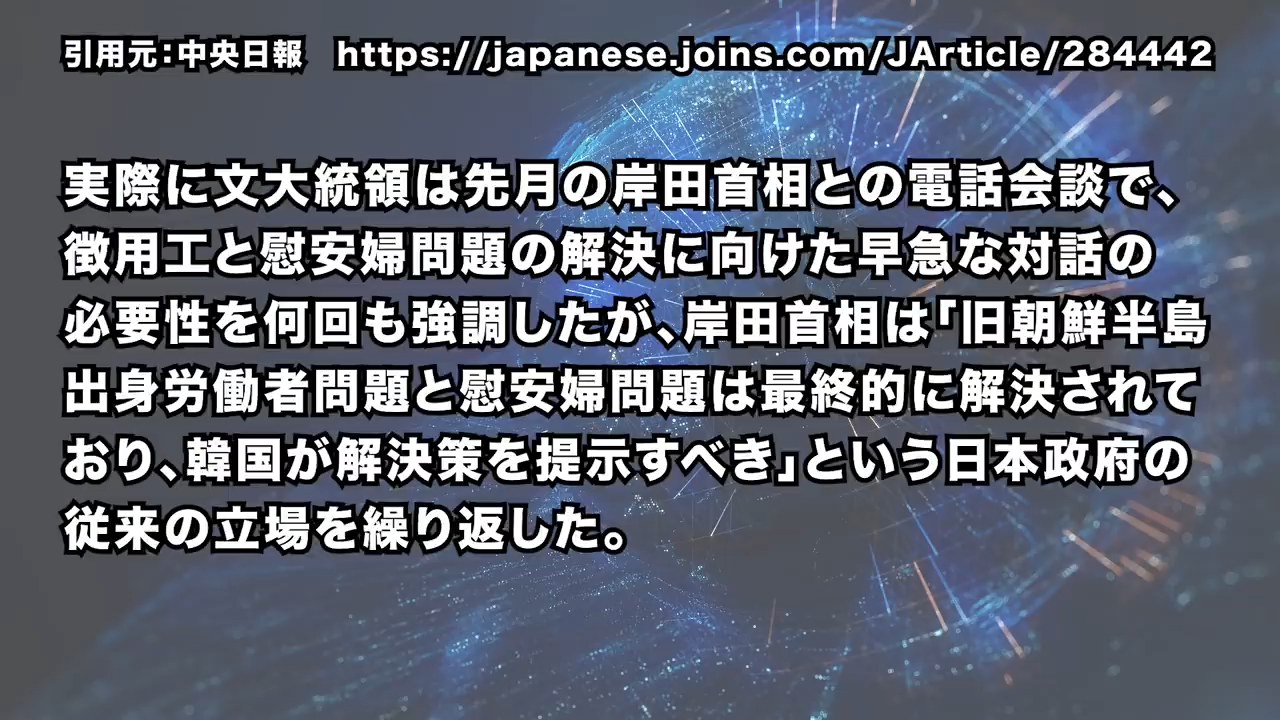 引用元：中央日報　https://japanese.joins.com/JArticle/284442
実際に文大統領は先月の岸田首相との電話会談で、
徴用工と慰安婦問題の解決に向けた早急な対話の
必要性を何回も強調したが、岸田首相は「旧朝鮮半島
出身労働者問題と慰安婦問題は最終的に解決されて
おり、韓国が解決策を提示すべき」という日本政府の
従来の立場を繰り返した。